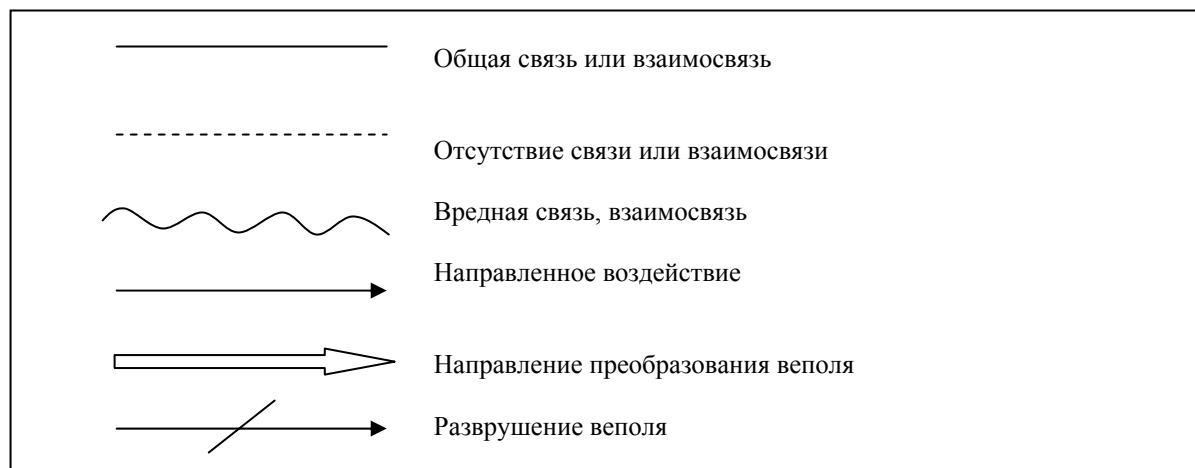 Общая связь или взаимосвязь
Отсутствие связи или взаимосвязи
Вредная связь, взаимосвязь
Направленное воздействие
Направление преобразования веполя
Разврушение веполя